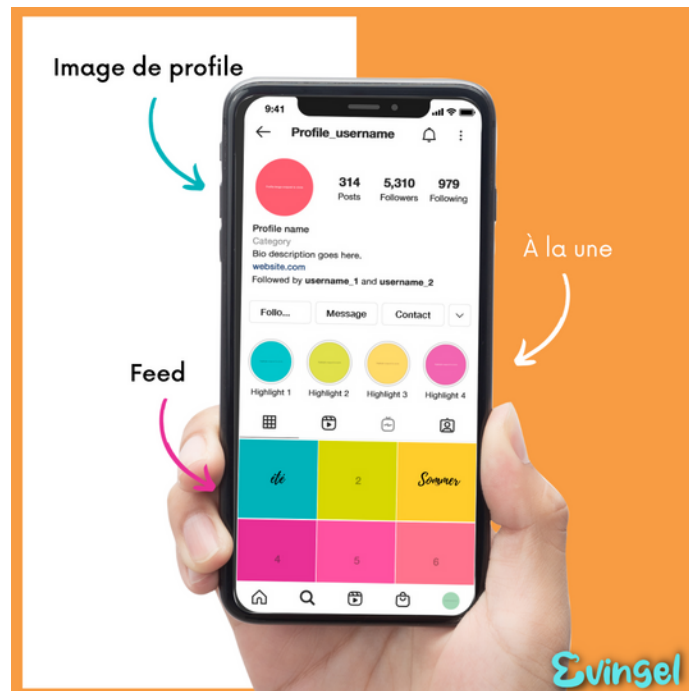 Image de profile
9:41
Profile_username
314 5,310 979
Posts Followers Following
Profile name
Category
Bio description goes here.
website.com
Followed by username_1 and username_2
À la une
Follo... Message Contact
Feed
Highlight 1 Highlight 2 Highlight 3 Highlight 4
été 2 Sommer
4 5 6
Evingel